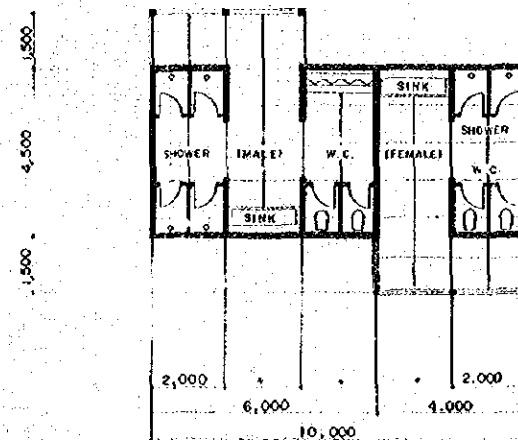 1,500
4,500
1,500
SINK
SHOWER
(MALE)
W.C.
(FEMALE)
SHOWER
W.C
SINK
2,000
2.000
6,000
4.000
10,000